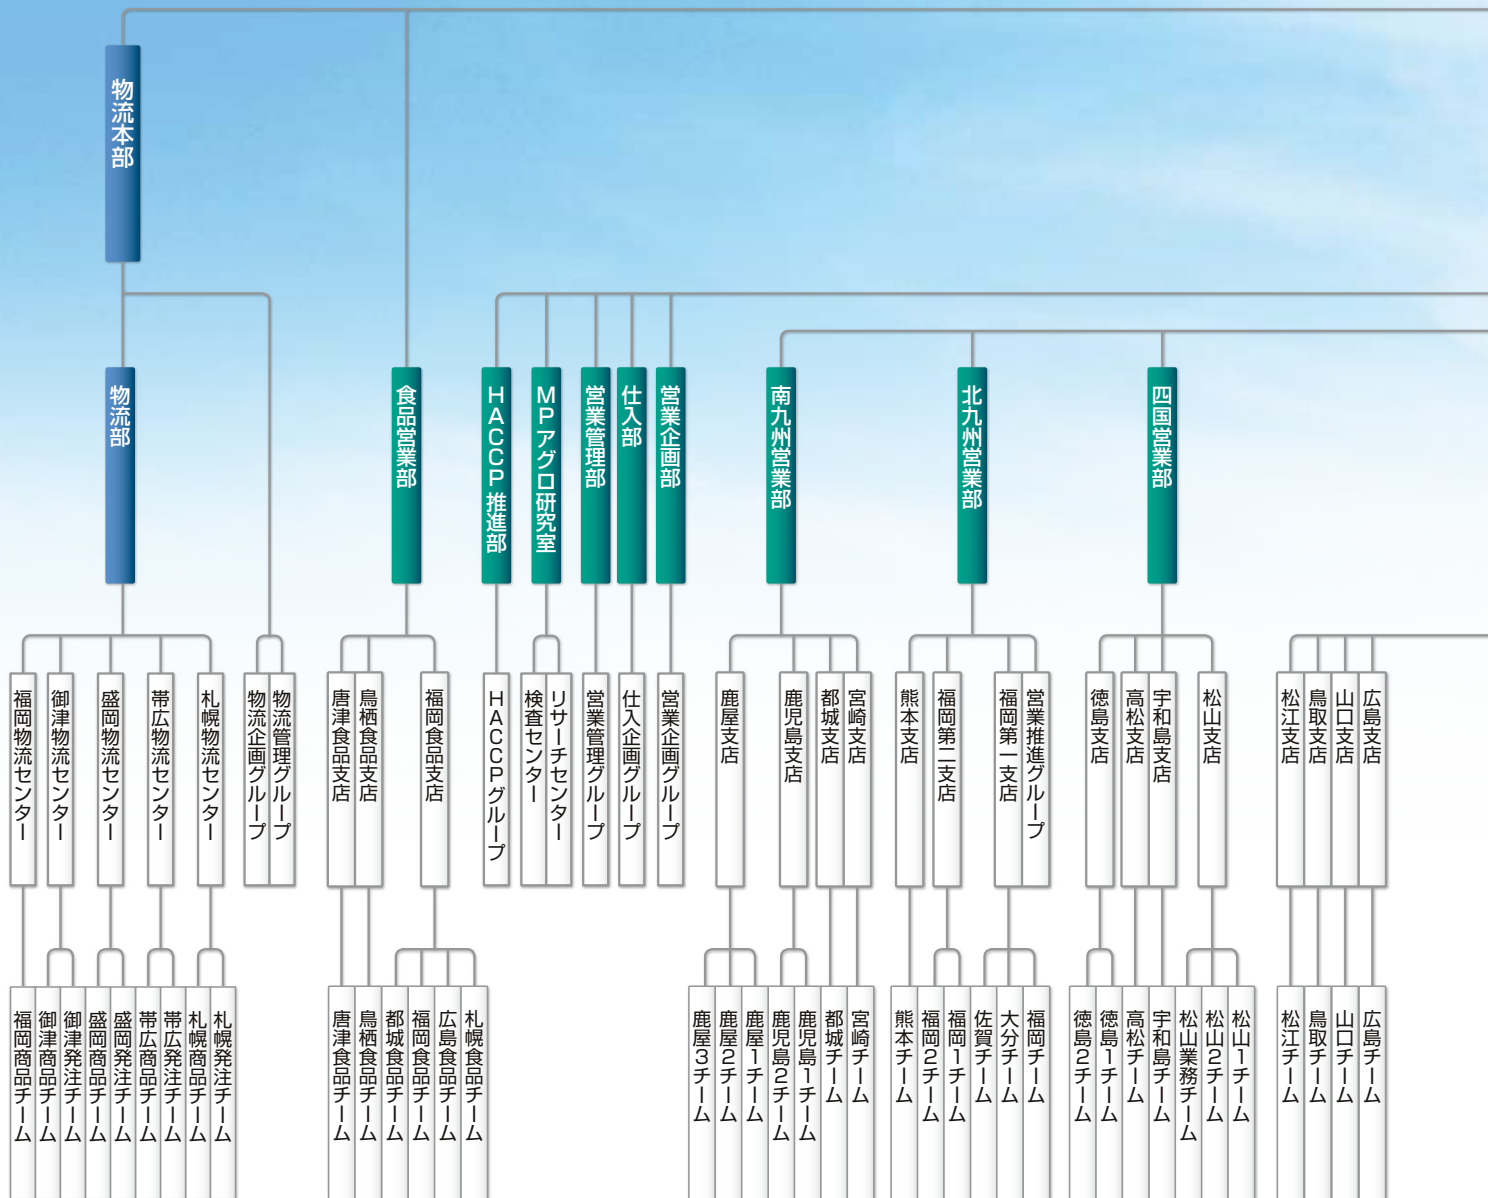 物流本部
物流部
食品営業部
HACCP推進部
MPアグロ研究室
営業管理部
仕入部
営業企画部
南九州営業部
北九州営業部
四国営業部
福岡物流センター
御津物流センター
盛岡物流センター
帯広物流センター
札幌物流センター
物流企画グループ
物流管理グループ
唐津食品支店
鳥栖食品支店
福岡食品支店
HACCPグループ
検査センター
リサーチセンター
営業管理グループ
仕入企画グループ
営業企画グループ
鹿屋支店
鹿児島支店
都城支店
宮崎支店
熊本支店
福岡第二支店
福岡第一支店
営業推進グループ
徳島支店
高松支店
宇和島支店
松山支店
松江支店
鳥取支店
山口支店
広島支店
福岡商品チーム
御津商品チーム
御津発注チーム
盛岡商品チーム
盛岡発注チーム
帯広商品チーム
帯広発注チーム
札幌商品チーム
札幌発注チーム
唐津食品チーム
鳥栖食品チーム
都城食品チーム
福岡食品チーム
広島食品チーム
札幌食品チーム
鹿屋3チーム
鹿屋2チーム
鹿屋1チーム
鹿児島2チーム
鹿児島1チーム
都城チーム
宮崎チーム
熊本チーム
福岡2チーム
福岡1チーム
佐賀チーム
大分チーム
福岡チーム
徳島2チーム
徳島1チーム
高松チーム
宇和島チーム
松山業務チーム
松山2チーム
松山1チーム
松江チーム
鳥取チーム
山口チーム
広島チーム